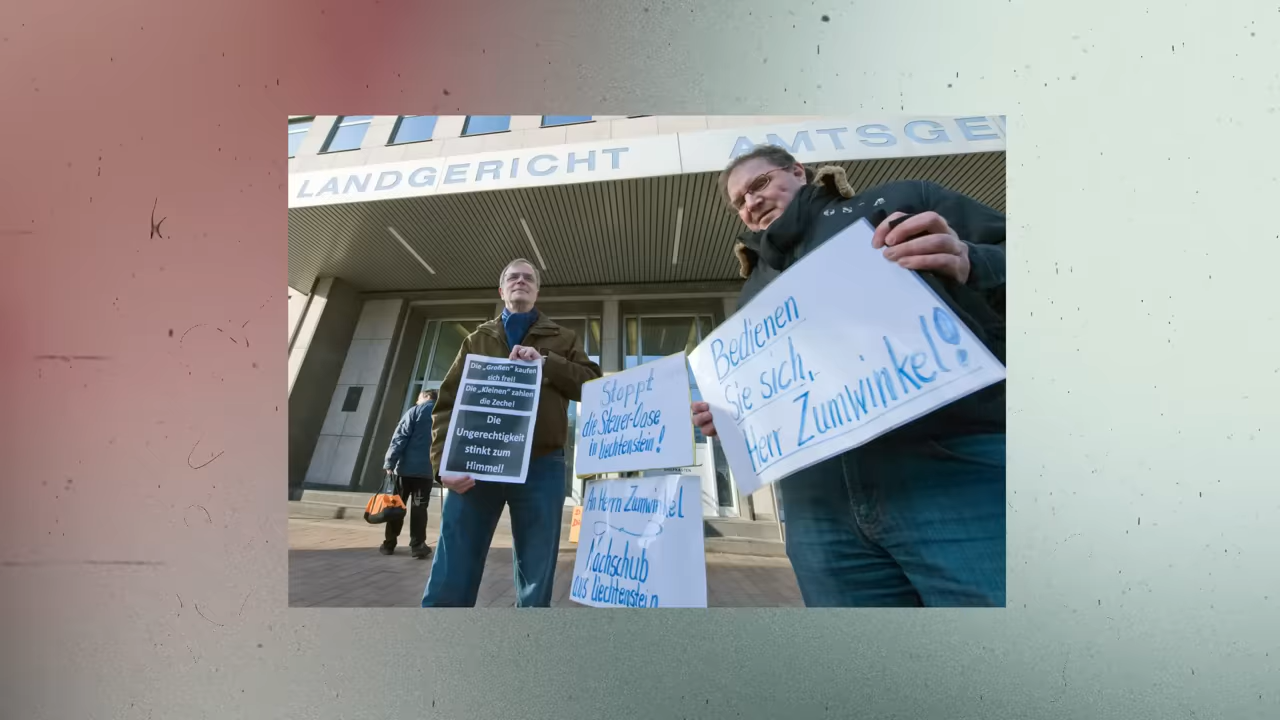 LANDGERICHT AMTSGE
Die „Großen" kaufen
sich frei!
Die „Kleinen" zahlen
die Zeche!
Die
Ungerechtigkeit
stinkt zum
Himmel!
Stoppt
die Steuer-Oase
in Liechtenstein!
An Herrn Zumwinkel
Nachschub
aus Liechtenstein
Bedienen
Sie sich,
Herr Zumwinkel!